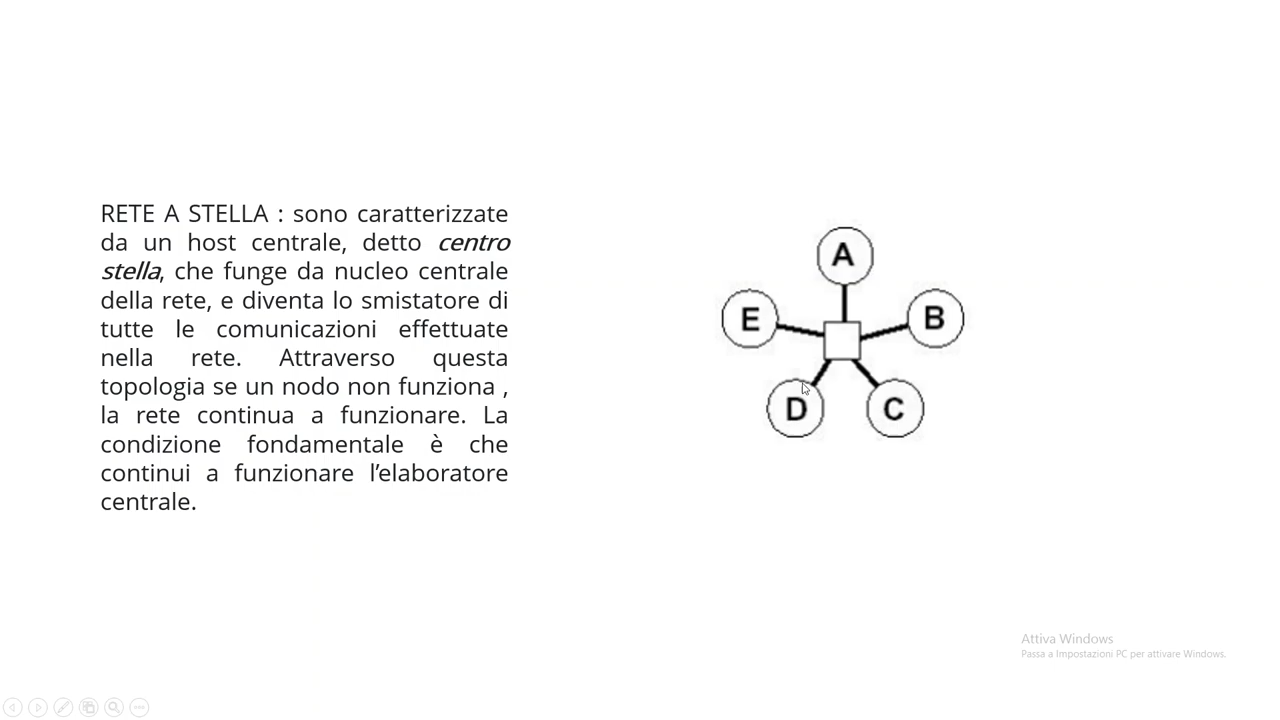 RETE A STELLA : sono caratterizzate
da un host centrale, detto centro
stella, che funge da nucleo centrale
della rete, e diventa lo smistatore di
tutte le comunicazioni effettuate
nella rete. Attraverso questa
topologia se un nodo non funziona ,
la rete continua a funzionare. La
condizione fondamentale è che
continui a funzionare l’elaboratore
centrale.
A
E
B
D
C
Attiva Windows
Passa a Impostazioni PC per attivare Windows.